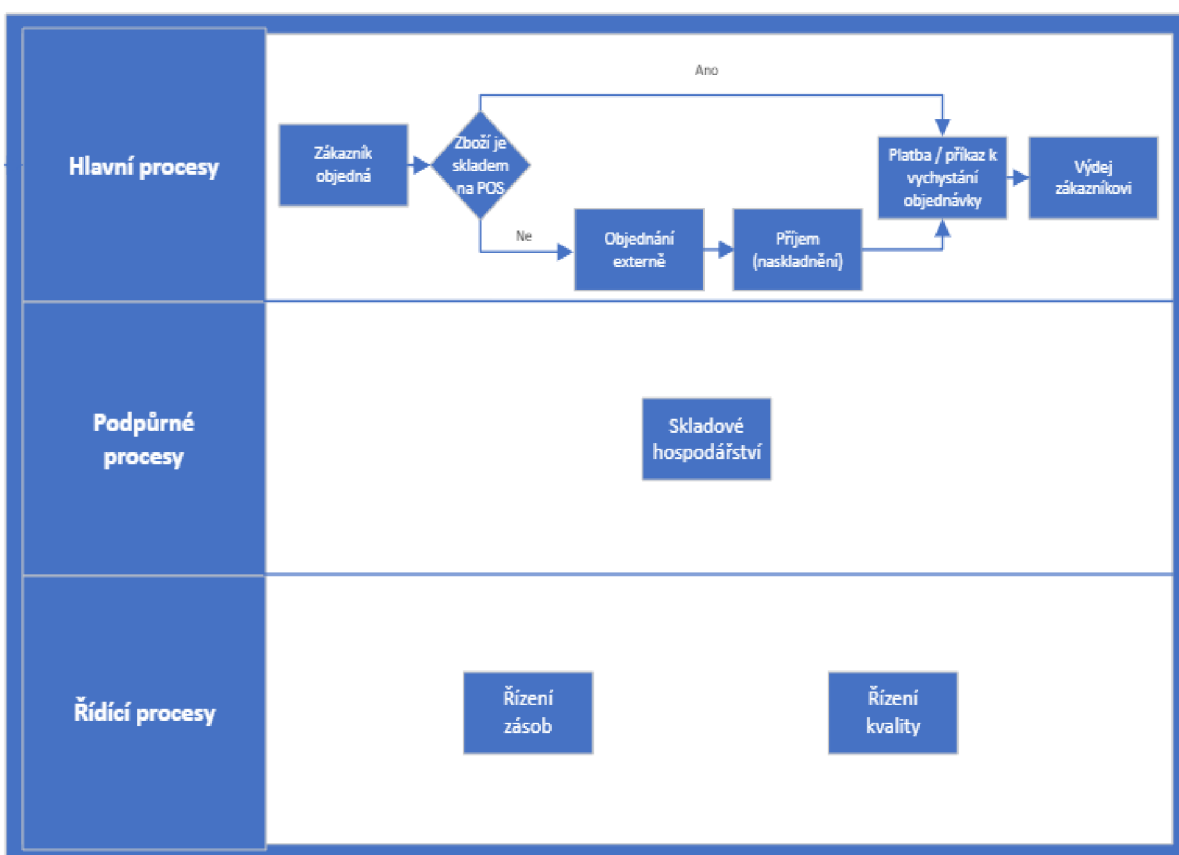 Ano
Hlavní procesy
Zákazník
objedná
Zboží je
skladem
na POS
Platba / příkaz k
vychystání
objednávky
Výdej
zákazníkovi
Ne
Objednání
externě
Příjem
(naskladnění)
Podpůrné
procesy
Skladové
hospodářství
Řídící procesy
Řízení
zásob
Řízení
kvality